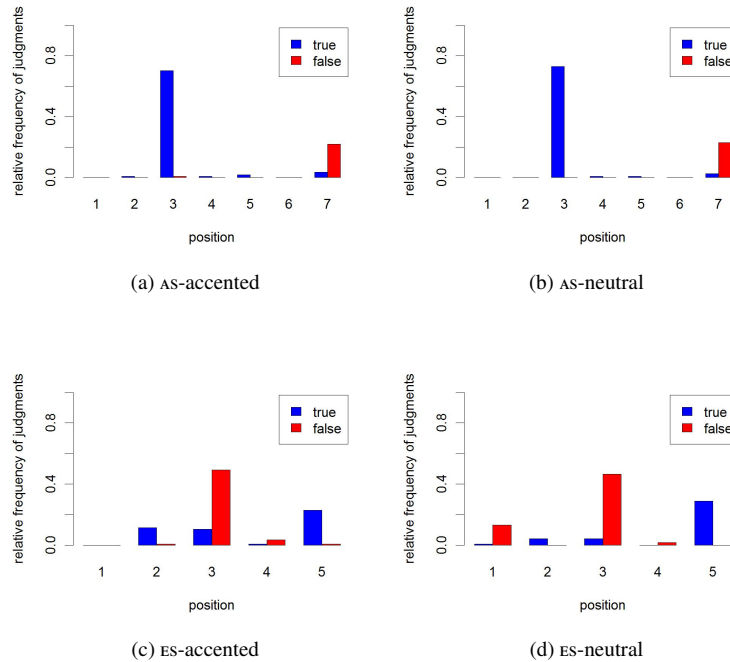 relative frequency of judgments
0.0 0.4 0.8
true
false
1 2 3 4 5 6 7
position
(a) AS-accented
relative frequency of judgments
0.0 0.4 0.8
true
false
1 2 3 4 5 6 7
position
(b) AS-neutral
relative frequency of judgments
0.0 0.4 0.8
true
false
1 2 3 4 5
position
(c) ES-accented
relative frequency of judgments
0.0 0.4 0.8
true
false
1 2 3 4 5
position
(d) ES-neutral